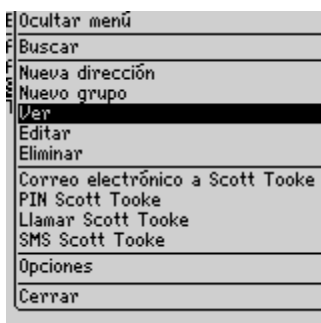 Ocultar menú
Buscar
Nueva dirección
Nuevo grupo
Ver
Editar
Eliminar
Correo electrónico a Scott Tooke
PIN Scott Tooke
Llamar Scott Tooke
SMS Scott Tooke
Opciones
Cerrar